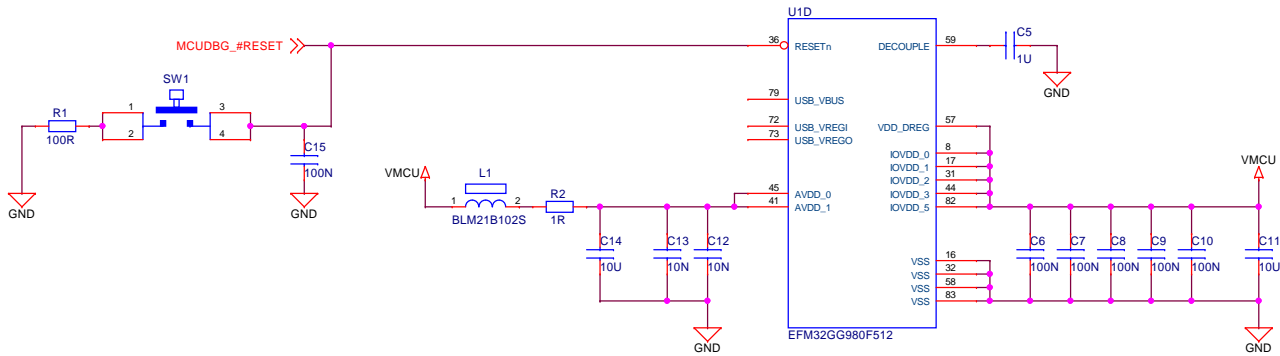 U1D
MCUDBG_#RESET
36
RESETn
DECOUPLE
59
C5
1U
GND
SW1
R1
100R
1
2
3
4
C15
100N
GND
GND
79
USB_VBUS
72
USB_VREGI
73
USB_VREGO
VDD_DREG
57
IOVDD_0
8
IOVDD_1
17
IOVDD_2
31
IOVDD_3
44
IOVDD_5
82
VMCU
VMCU
L1
1
2
BLM21B102S
R2
1R
45
AVDD_0
41
AVDD_1
C14
10U
C13
10N
C12
10N
GND
VSS
16
VSS
32
VSS
58
VSS
83
C6
100N
C7
100N
C8
100N
C9
100N
C10
100N
C11
10U
GND
EFM32GG980F512